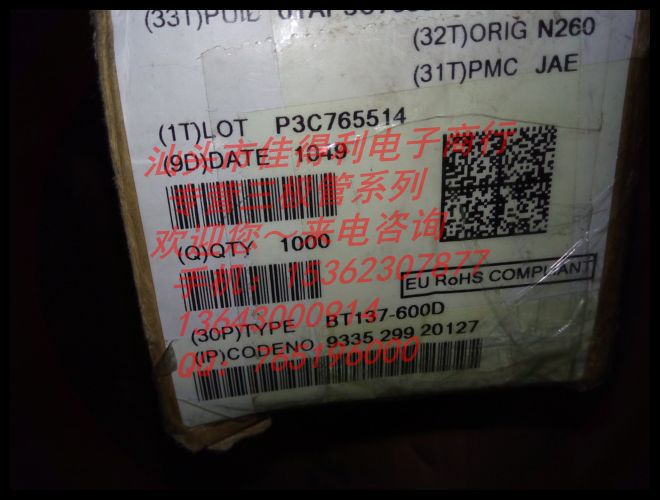 (33T)PUID
(32T)ORIG N260
(31T)PMC JAE
(1T)LOT P3C765514
汕头市佳得利电子商行
(9D)DATE 1049
专营三极管系列
欢迎您～来电咨询
(Q)QTY 1000
手机：15362307877
EU RoHS COMPLIANT
13643000914
(30P)TYPE BT137-600D
(IP)CODENO 9335 299 20127
QQ：765196000